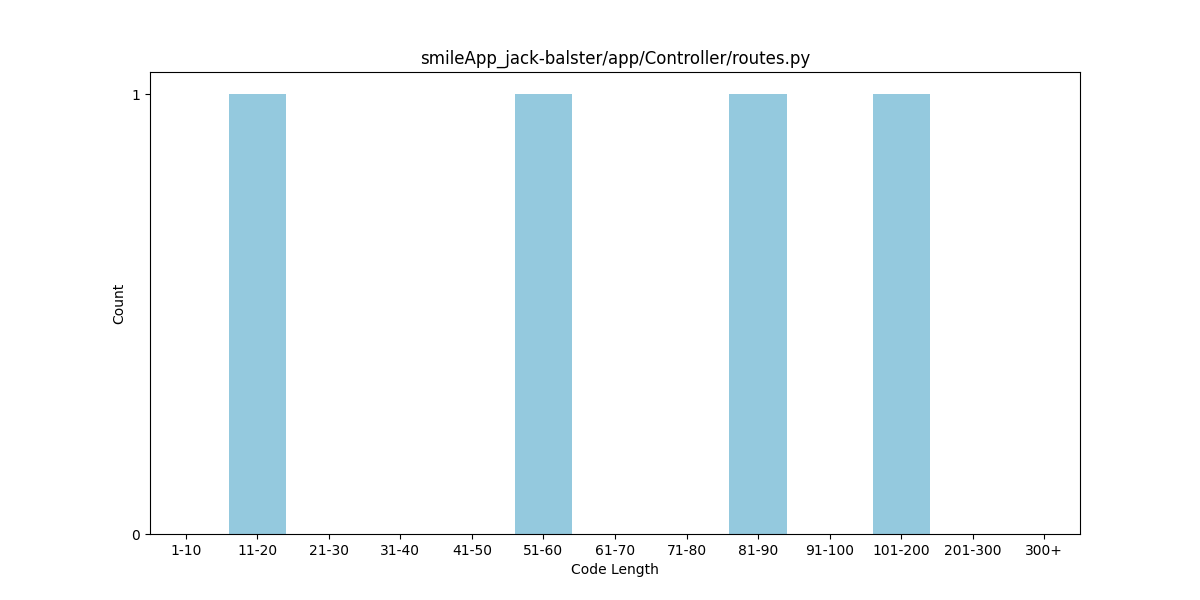 smileApp_jack-balster/app/Controller/routes.py
1
Count
0
1-10 11-20 21-30 31-40 41-50 51-60 61-70 71-80 81-90 91-100 101-200 201-300 300+
Code Length